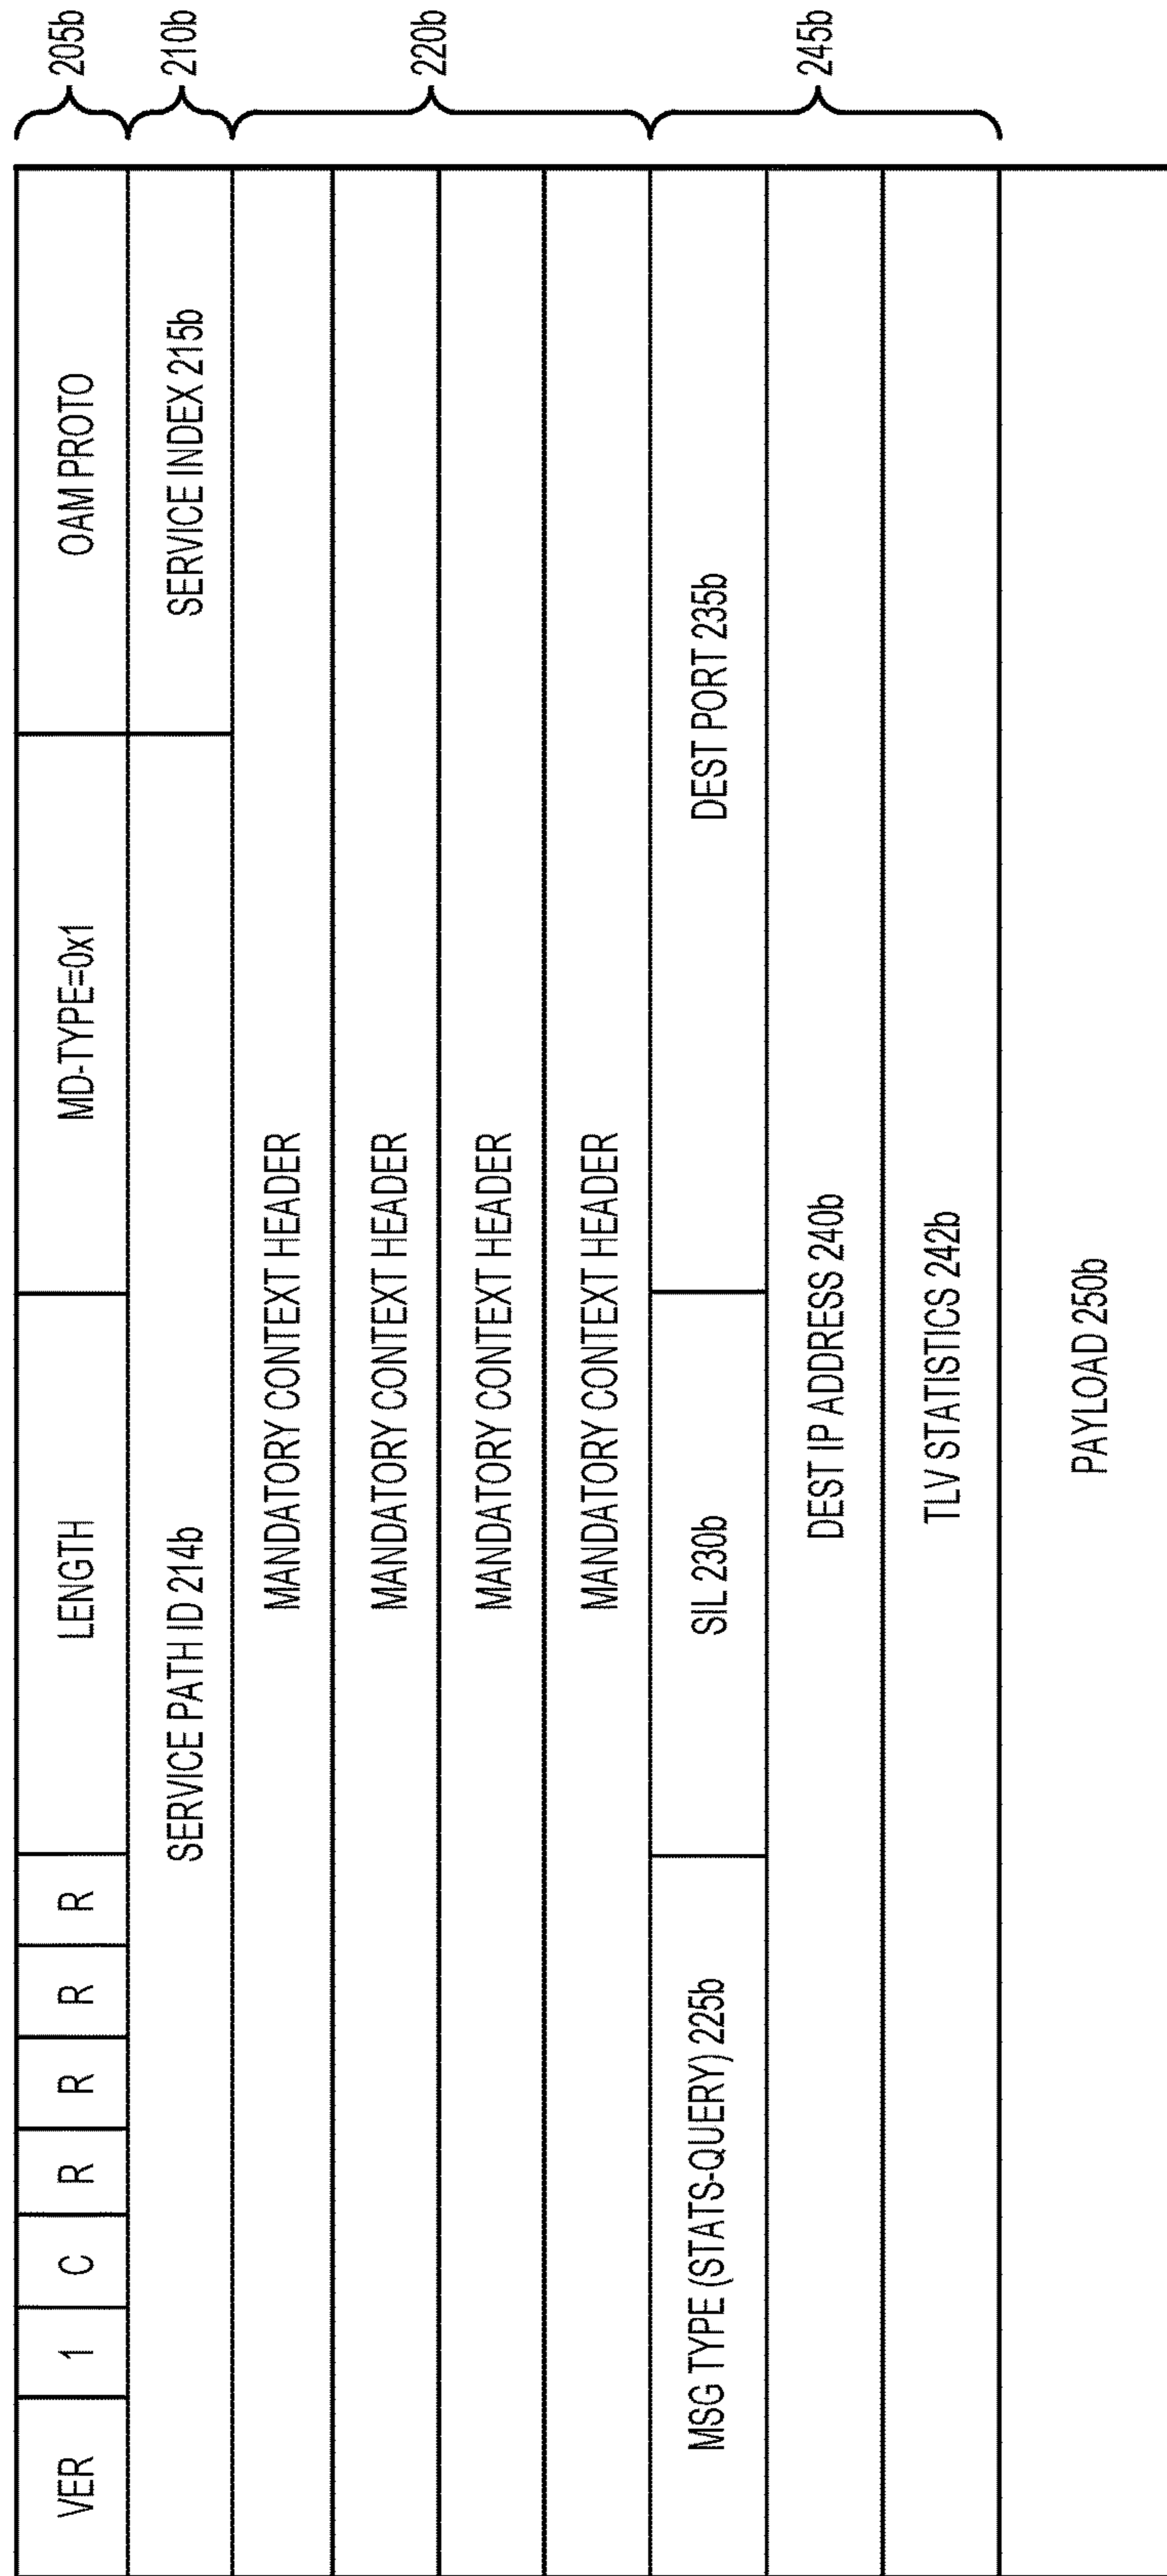 VER 1 C R R R R LENGTH MD-TYPE=0x1 OAM PROTO 205b
SERVICE PATH ID 214b SERVICE INDEX 215b 210b
MANDATORY CONTEXT HEADER
MANDATORY CONTEXT HEADER
220b
MANDATORY CONTEXT HEADER
MANDATORY CONTEXT HEADER
MSG TYPE (STATS-QUERY) 225b SIL 230b DEST PORT 235b
DEST IP ADDRESS 240b 245b
TLV STATISTICS 242b
PAYLOAD 250b